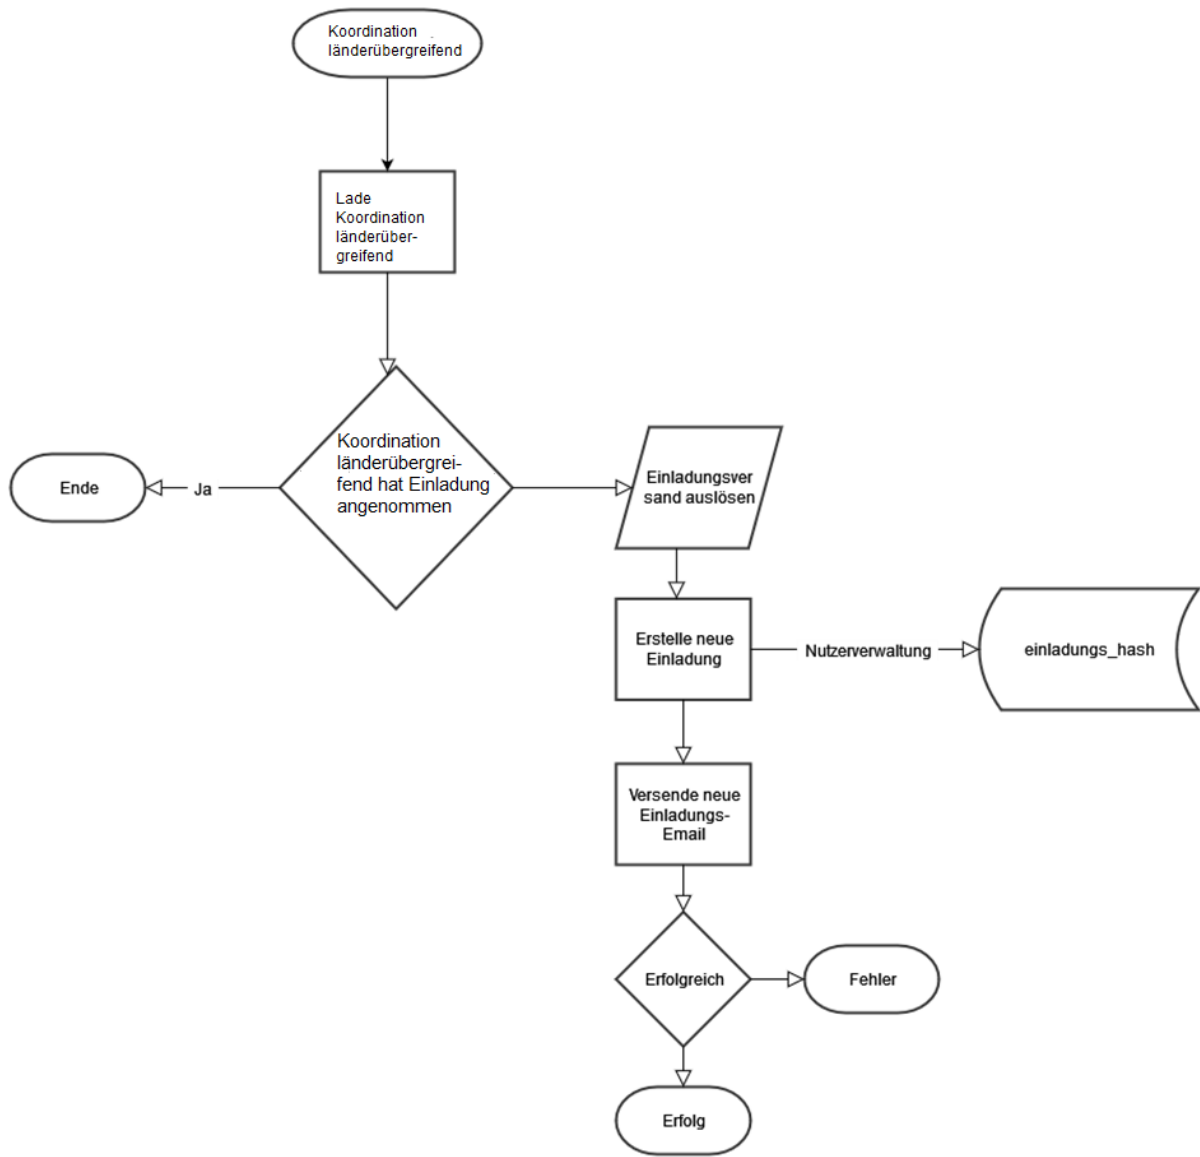 Koordination
länderübergreifend
Lade
Koordination
länderüber-
greifend
Koordination
länderübergrei-
fend hat Einladung
angenommen
Ja
Ende
Einladungsver
sand auslösen
Erstelle neue
Einladung
Nutzerverwaltung
einladungs_hash
Versende neue
Einladungs-
Email
Erfolgreich
Fehler
Erfolg